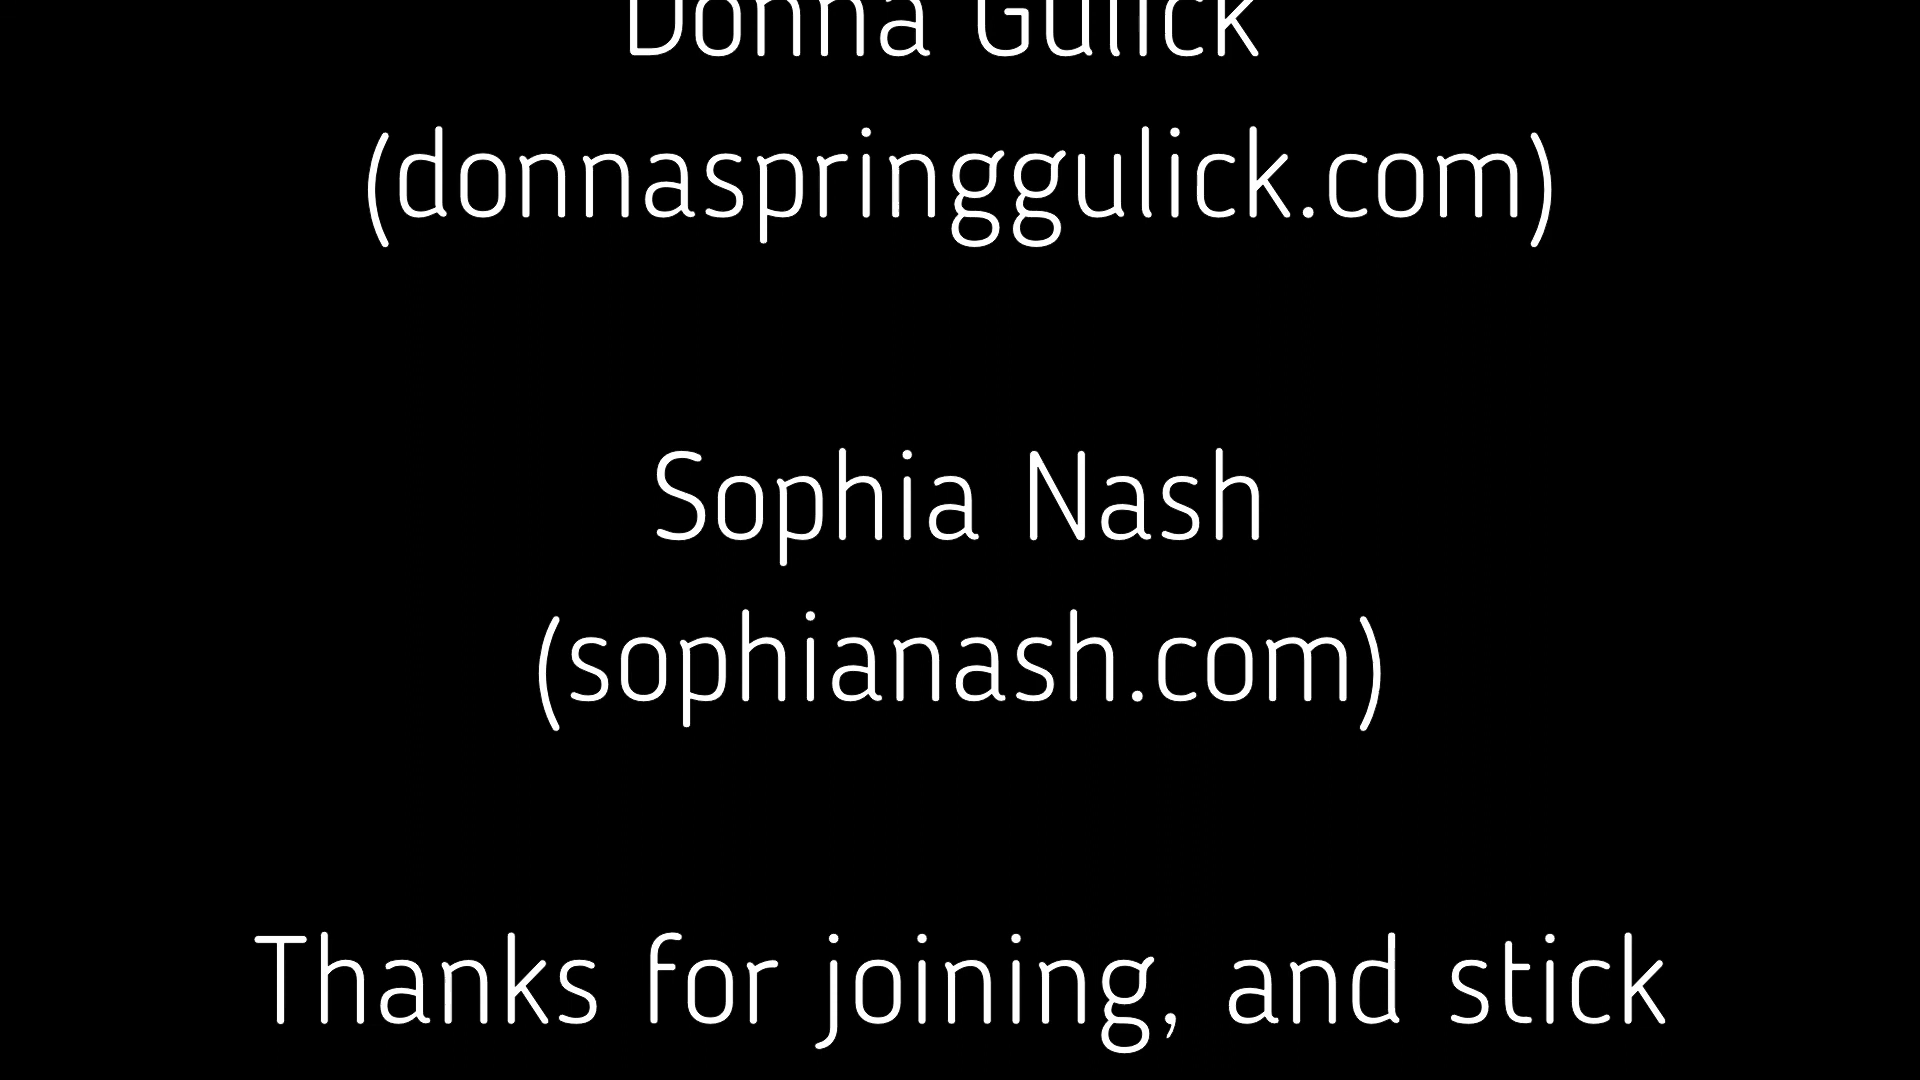 Donna Gulick
(donnaspringgulick.com)
Sophia Nash
(sophianash.com)
Thanks for joining, and stick